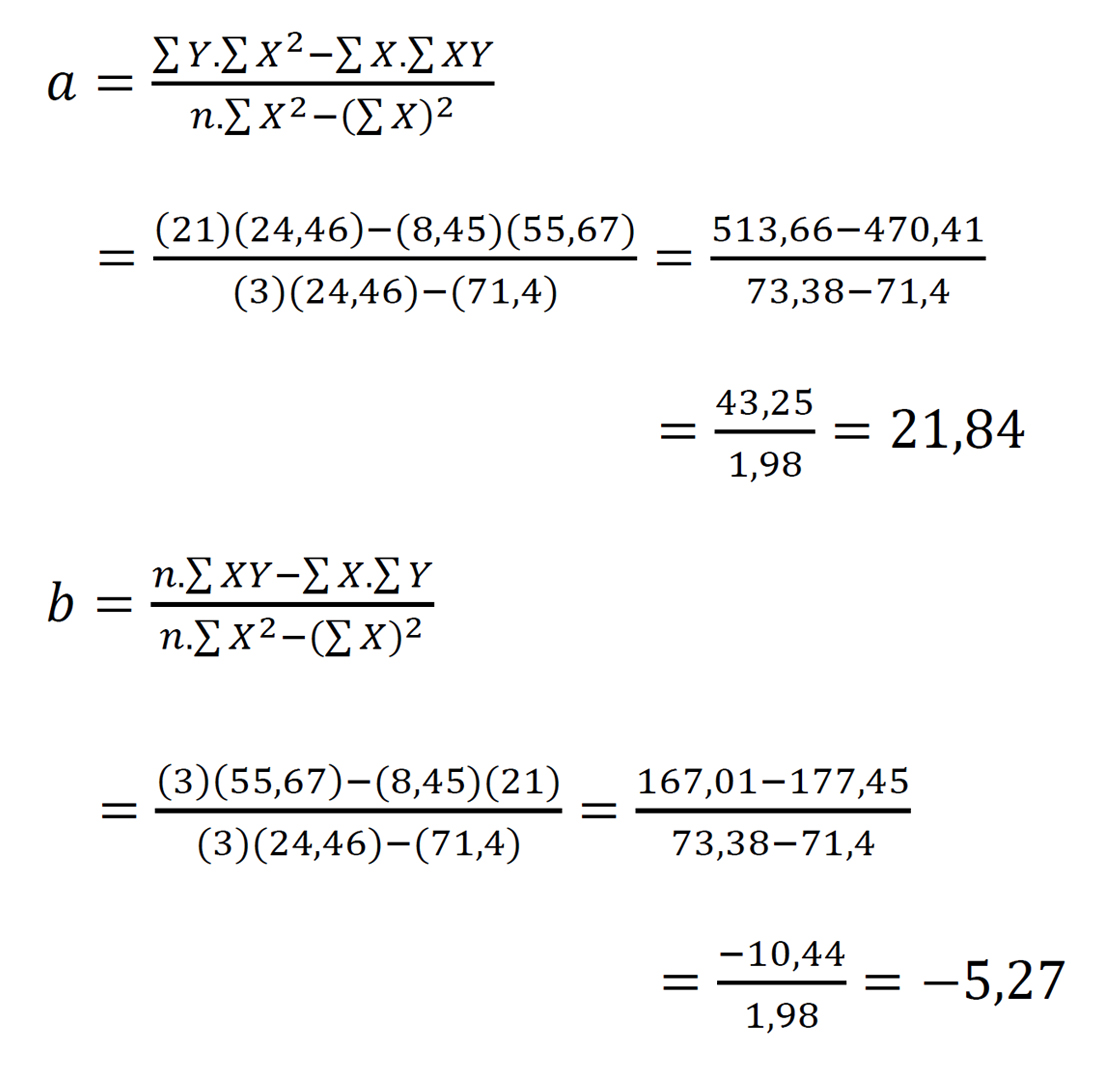 a = (∑ Y.∑ X² − ∑ X.∑ XY) / (n.∑ X² − (∑ X)²)
= ((21)(24,46)−(8,45)(55,67)) / ((3)(24,46)−(71,4)) = (513,66−470,41) / (73,38−71,4)
= 43,25 / 1,98 = 21,84
b = (n.∑ XY − ∑ X.∑ Y) / (n.∑ X² − (∑ X)²)
= ((3)(55,67)−(8,45)(21)) / ((3)(24,46)−(71,4)) = (167,01−177,45) / (73,38−71,4)
= −10,44 / 1,98 = −5,27